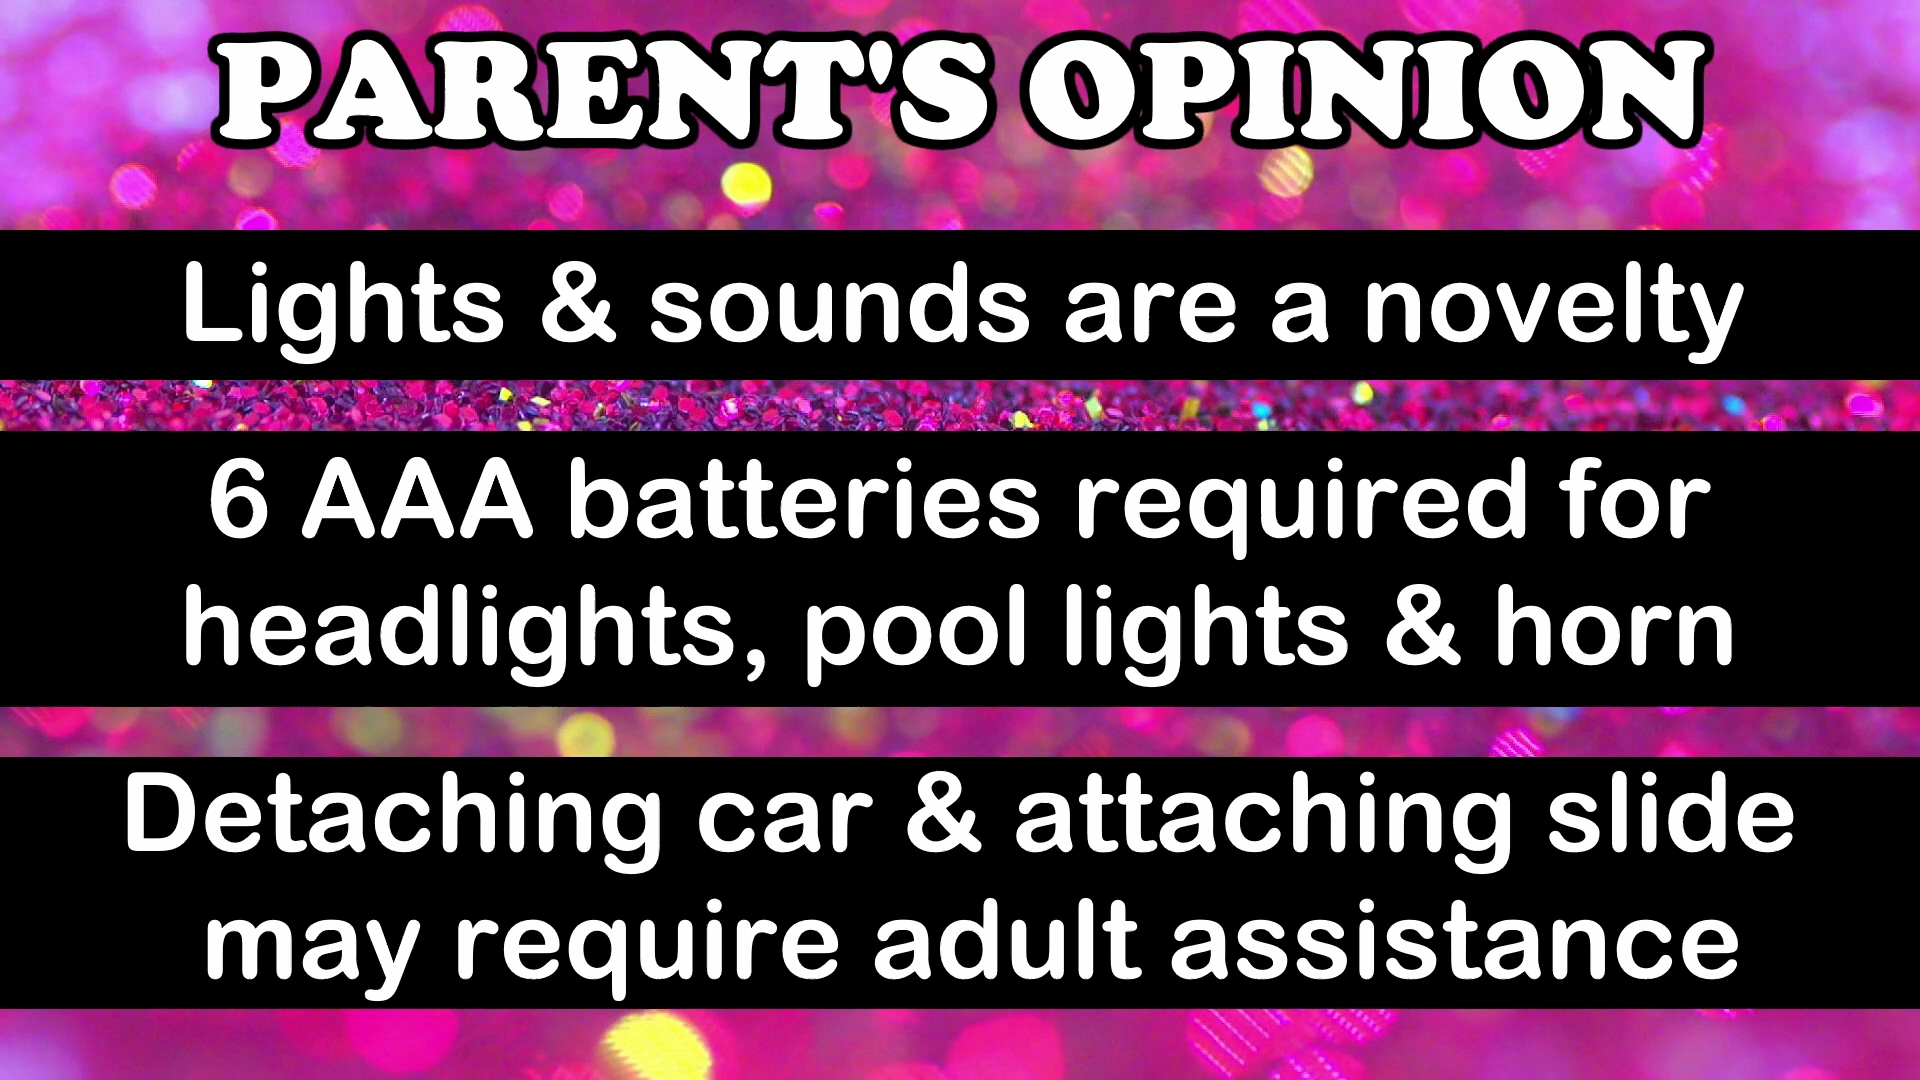 PARENT'S OPINION
Lights & sounds are a novelty
6 AAA batteries required for
headlights, pool lights & horn
Detaching car & attaching slide
may require adult assistance